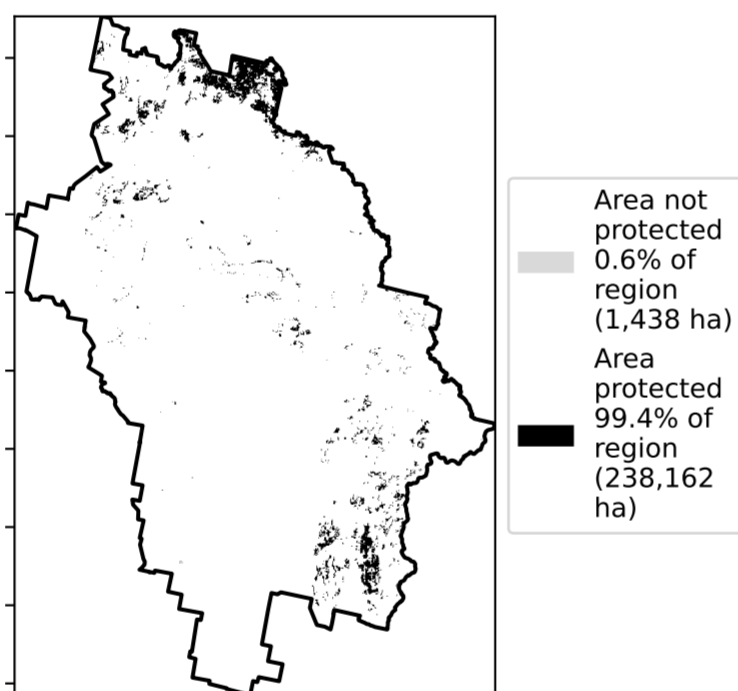 Area not
protected
0.6% of
region
(1,438 ha)
Area
protected
99.4% of
region
(238,162
ha)